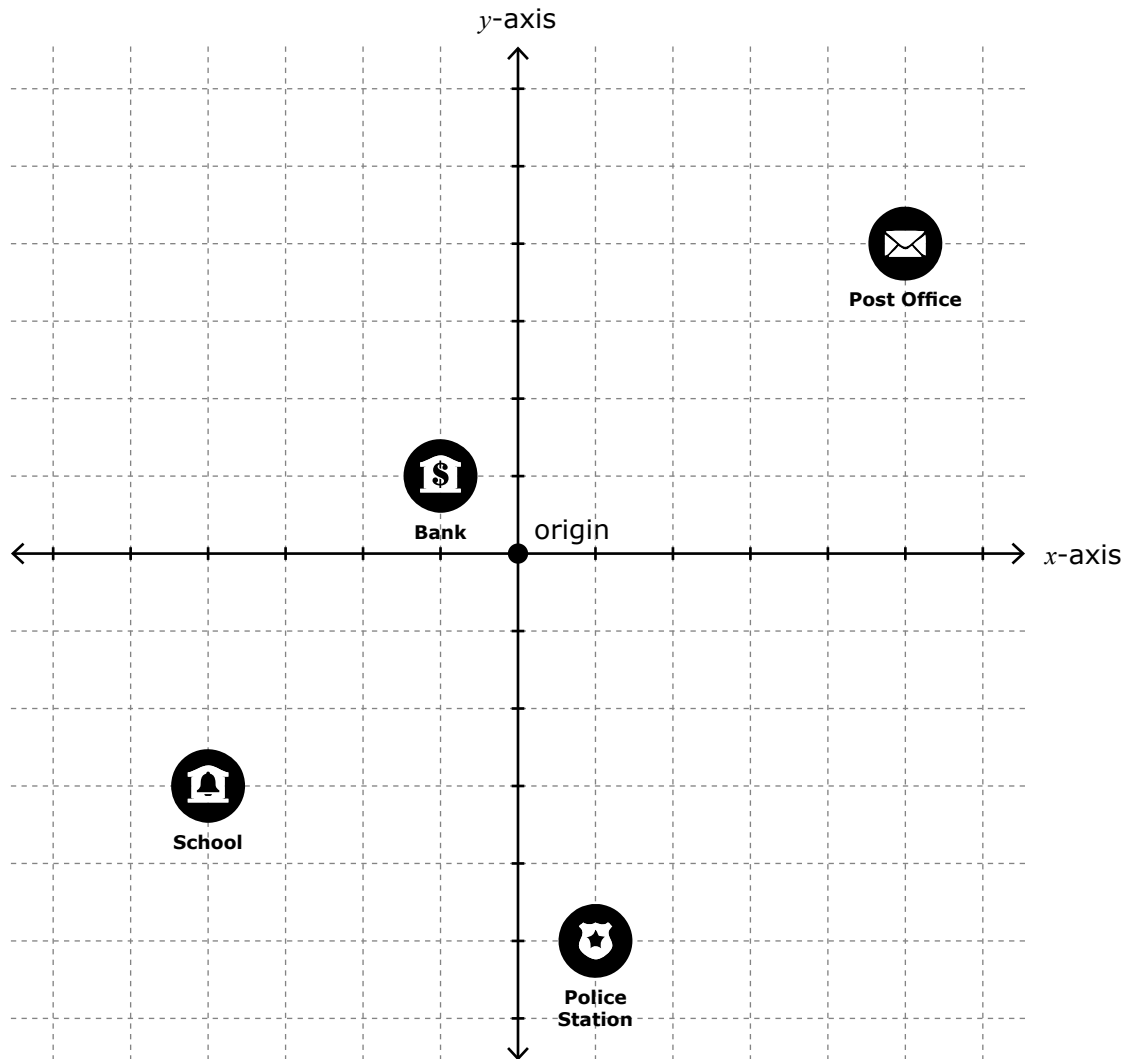 y-axis
Post Office
$
Bank
origin
x-axis
School
Police
Station